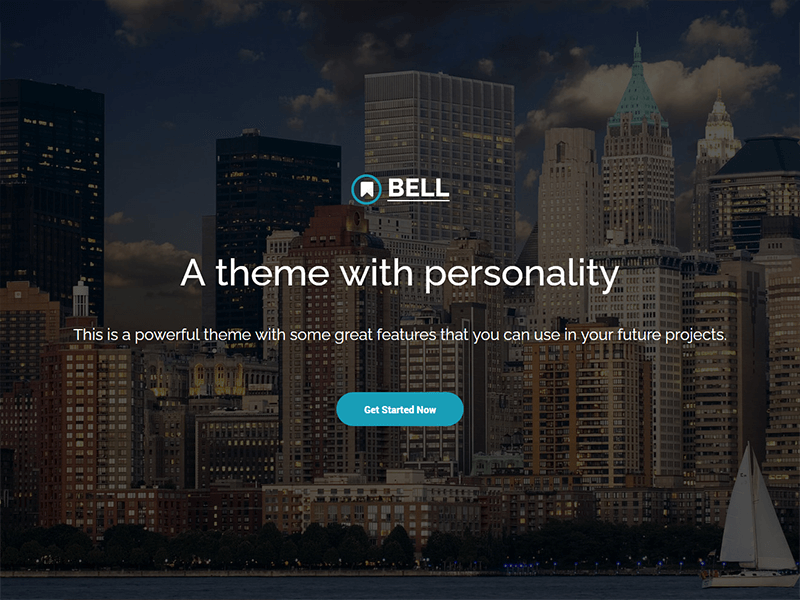 BELL
A theme with personality
This is a powerful theme with some great features that you can use in your future projects.
Get Started Now